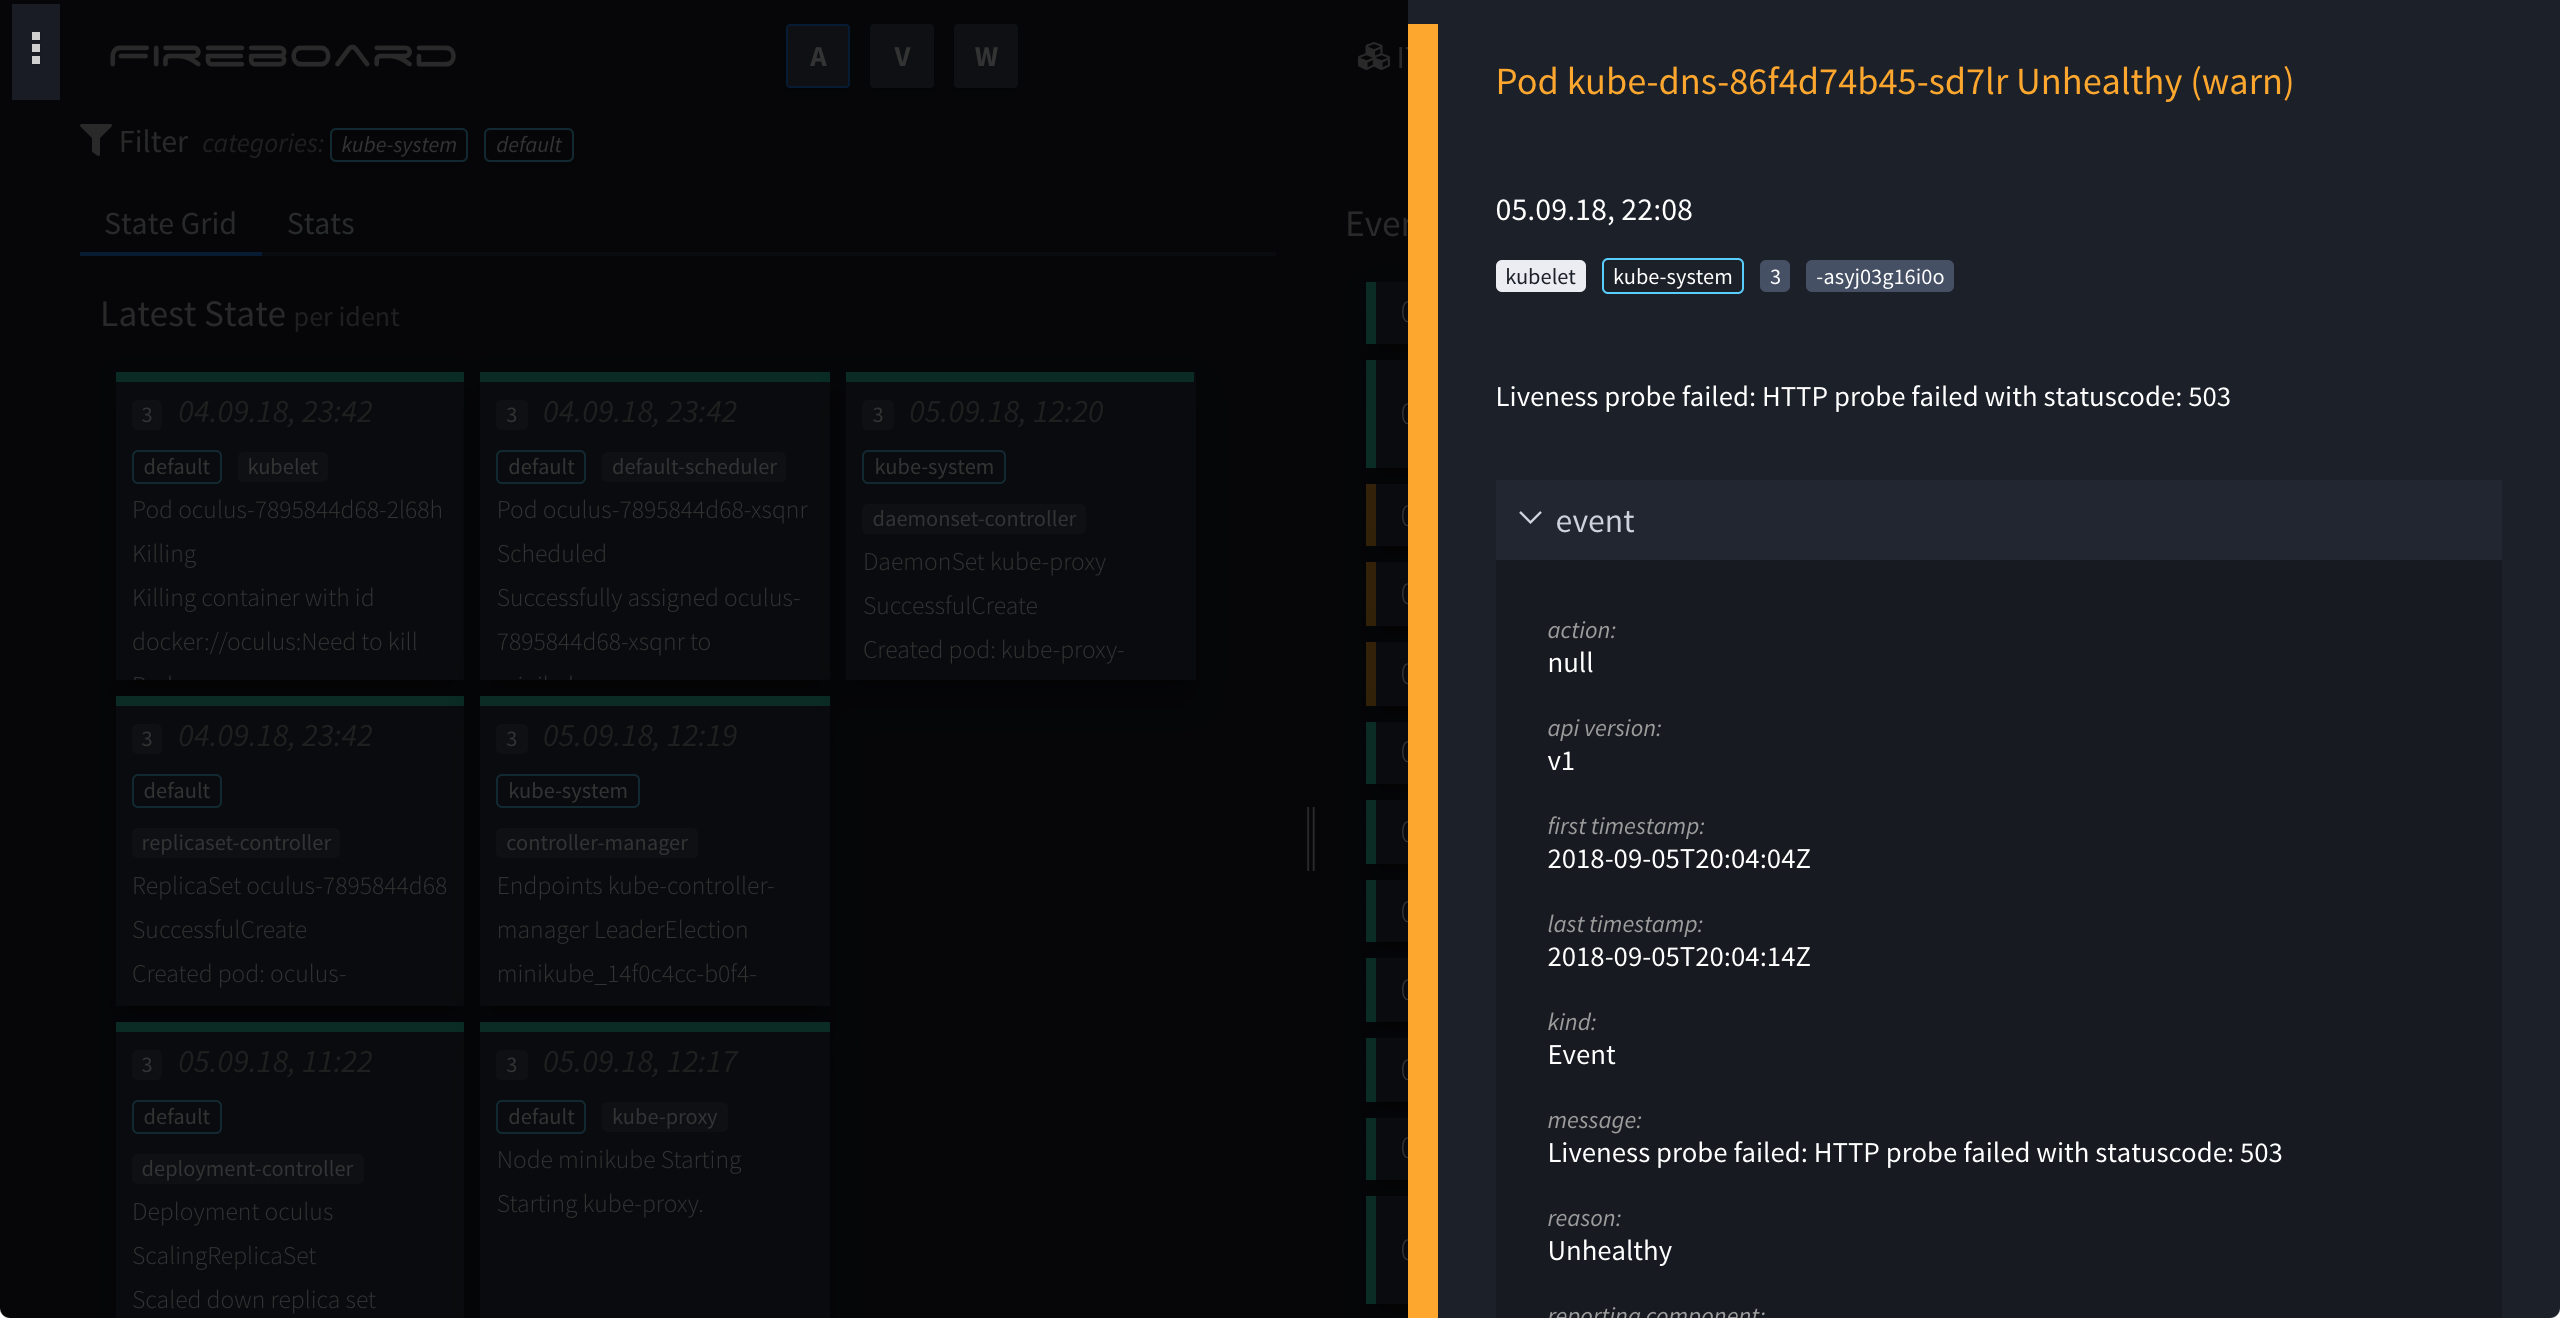 FIREBOARD
A
V
W
Filter categories: kube-system default
State Grid
Stats
Latest State per ident
3 04.09.18, 23:42
default kubelet
Pod oculus-7895844d68-2l68h
Killing
Killing container with id
docker://oculus:Need to kill
3 04.09.18, 23:42
default default-scheduler
Pod oculus-7895844d68-xsqnr
Scheduled
Successfully assigned oculus-
7895844d68-xsqnr to
3 05.09.18, 12:20
kube-system
daemonset-controller
DaemonSet kube-proxy
SuccessfulCreate
Created pod: kube-proxy-
3 04.09.18, 23:42
default
replicaset-controller
ReplicaSet oculus-7895844d68
SuccessfulCreate
Created pod: oculus-
3 05.09.18, 12:19
kube-system
controller-manager
Endpoints kube-controller-
manager LeaderElection
minikube_14f0c4cc-b0f4-
3 05.09.18, 11:22
default
deployment-controller
Deployment oculus
ScalingReplicaSet
Scaled down replica set
3 05.09.18, 12:17
default kube-proxy
Node minikube Starting
Starting kube-proxy.
Pod kube-dns-86f4d74b45-sd7lr Unhealthy (warn)
05.09.18, 22:08
kubelet kube-system 3 -asyj03g16i0o
Liveness probe failed: HTTP probe failed with statuscode: 503
event
action:
null
api version:
v1
first timestamp:
2018-09-05T20:04:04Z
last timestamp:
2018-09-05T20:04:14Z
kind:
Event
message:
Liveness probe failed: HTTP probe failed with statuscode: 503
reason:
Unhealthy
reporting component: